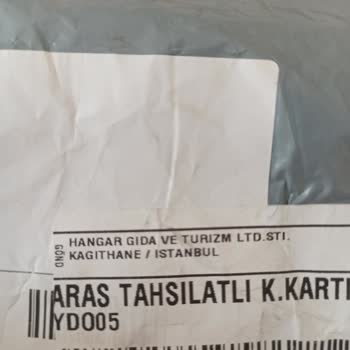 GÖND
HANGAR GIDA VE TURIZM LTD.STI.
KAGITHANE / ISTANBUL
ARAS TAHSILATLI K.KARTI
YD005